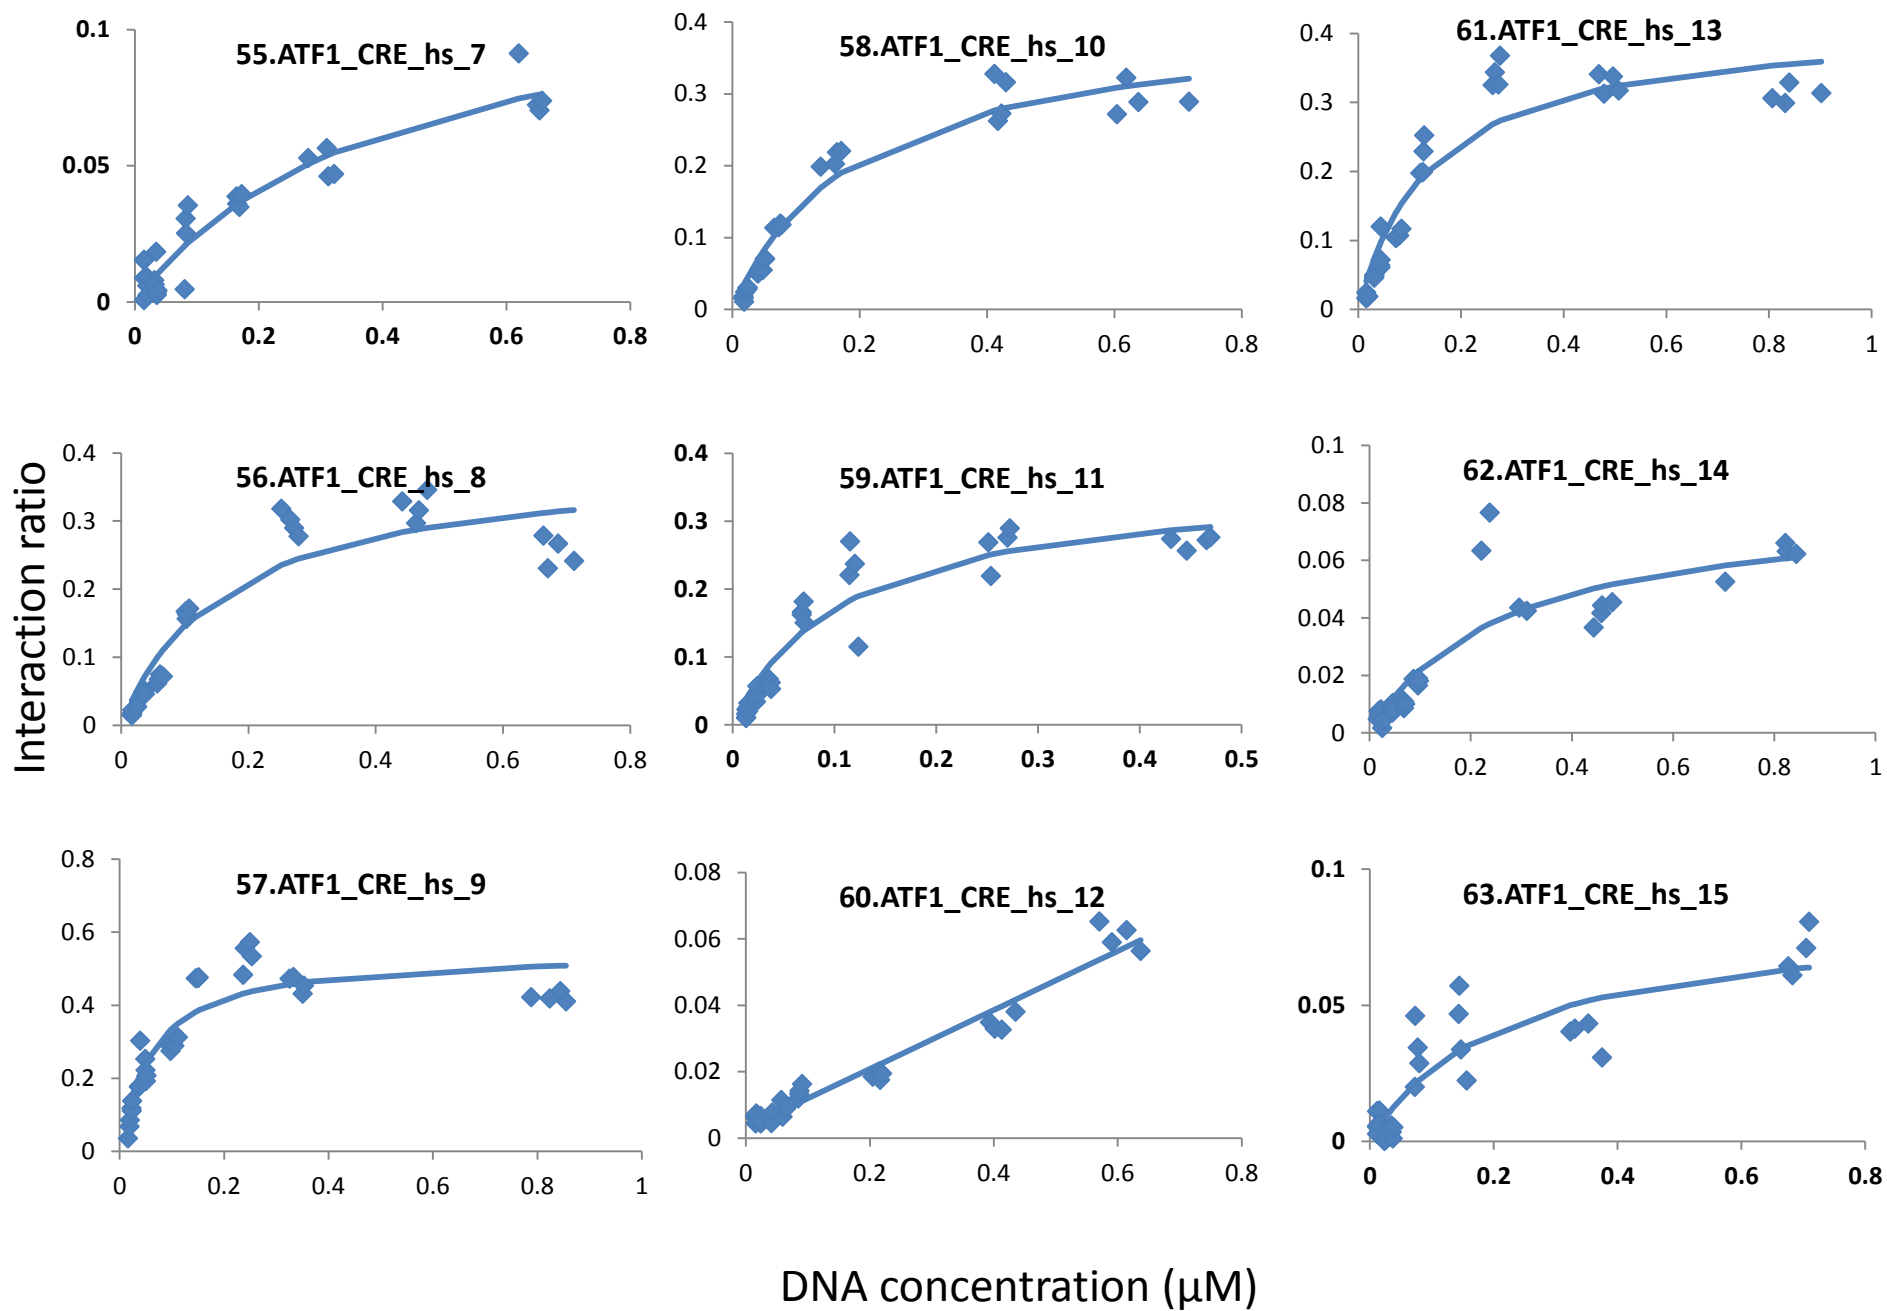 55.ATF1_CRE_hs_7
0.1
0.05
0
0 0.2 0.4 0.6 0.8
58.ATF1_CRE_hs_10
0.4
0.3
0.2
0.1
0
0 0.2 0.4 0.6 0.8
61.ATF1_CRE_hs_13
0.4
0.3
0.2
0.1
0
0 0.2 0.4 0.6 0.8 1
Interaction ratio
56.ATF1_CRE_hs_8
0.4
0.3
0.2
0.1
0
0 0.2 0.4 0.6 0.8
59.ATF1_CRE_hs_11
0.4
0.3
0.2
0.1
0
0 0.1 0.2 0.3 0.4 0.5
62.ATF1_CRE_hs_14
0.1
0.08
0.06
0.04
0.02
0
0 0.2 0.4 0.6 0.8 1
57.ATF1_CRE_hs_9
0.8
0.6
0.4
0.2
0
0 0.2 0.4 0.6 0.8 1
60.ATF1_CRE_hs_12
0.08
0.06
0.04
0.02
0
0 0.2 0.4 0.6 0.8
63.ATF1_CRE_hs_15
0.1
0.05
0
0 0.2 0.4 0.6 0.8
DNA concentration (µM)